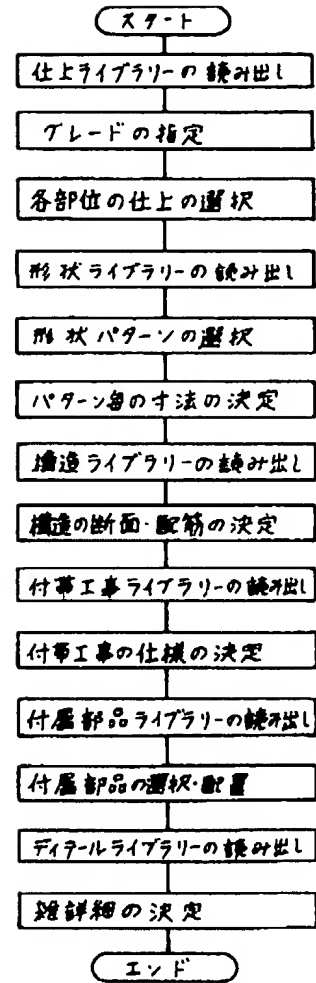 スタート
仕上ライブラリーの読み出し
グレードの指定
各部位の仕上の選択
形状ライブラリーの読み出し
形状パターンの選択
パターン毎の寸法の決定
構造ライブラリーの読み出し
構造の断面・配筋の決定
付帯工事ライブラリーの読み出し
付帯工事の仕様の決定
付属部品ライブラリーの読み出し
付属部品の選択・配置
ディテールライブラリーの読み出し
雑詳細の決定
エンド